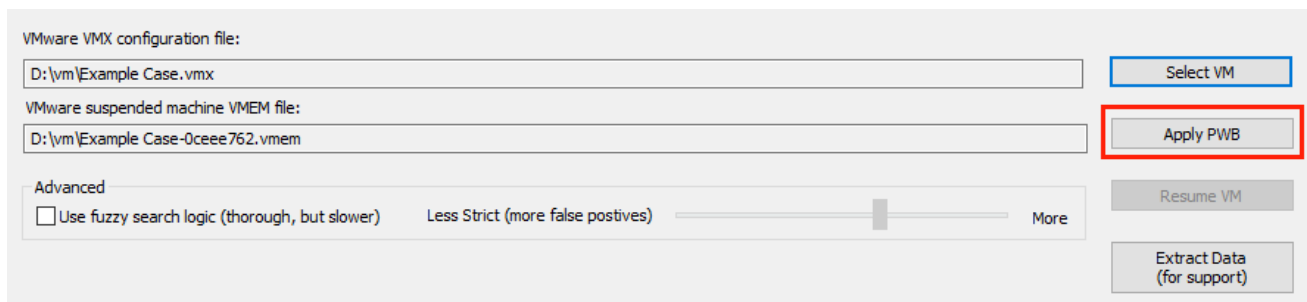 VMware VMX configuration file:
D:\vm\Example Case.vmx
Select VM
VMware suspended machine VMEM file:
D:\vm\Example Case-0ceee762.vmem
Apply PWB
Advanced
Use fuzzy search logic (thorough, but slower)
Less Strict (more false postives)
More
Resume VM
Extract Data
(for support)